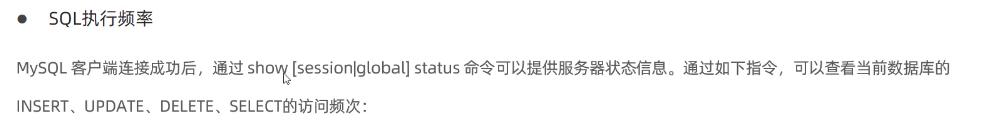 ● SQL执行频率
MySQL 客户端连接成功后，通过 show [session|global] status 命令可以提供服务器状态信息。通过如下指令，可以查看当前数据库的
INSERT、UPDATE、DELETE、SELECT的访问频次：